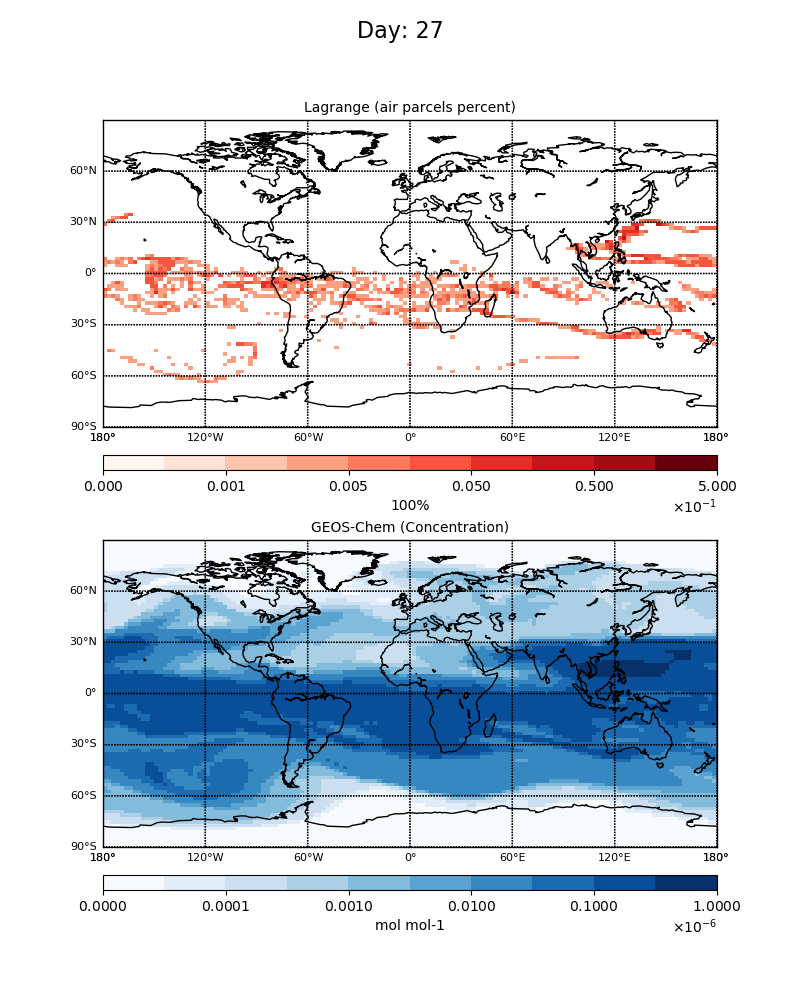 Day: 27
Lagrange (air parcels percent)
60°N
30°N
0°
30°S
60°S
90°S
180° 120°W 60°W 0° 60°E 120°E 180°
0.000 0.001 0.005 0.050 0.500 5.000
100% ×10⁻¹
GEOS-Chem (Concentration)
60°N
30°N
0°
30°S
60°S
90°S
180° 120°W 60°W 0° 60°E 120°E 180°
0.0000 0.0001 0.0010 0.0100 0.1000 1.0000
mol mol-1 ×10⁻⁶